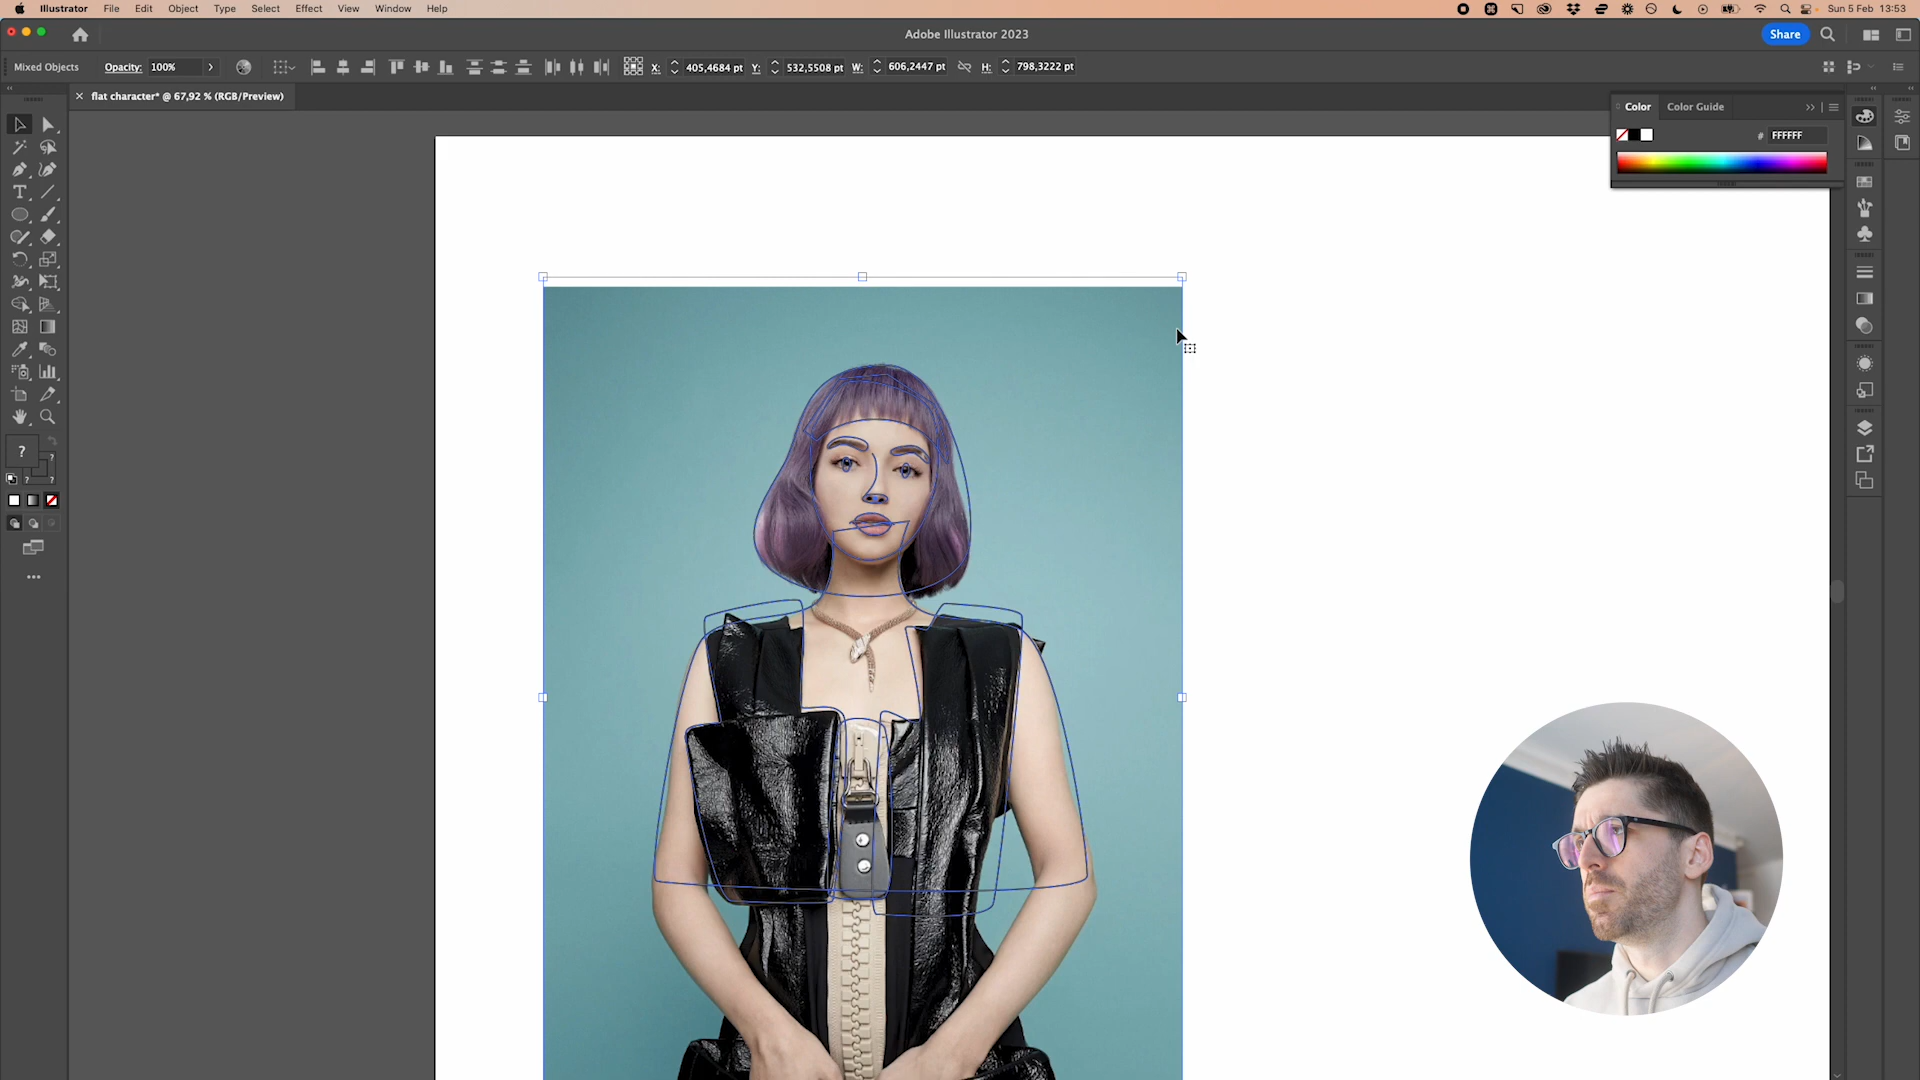 Illustrator File Edit Object Type Select Effect View Window Help
Sun 5 Feb 13:53
Adobe Illustrator 2023
Share
Mixed Objects
Opacity: 100%
X: 405,4684 pt Y: 532,5508 pt W: 606,2447 pt H: 798,3222 pt
flat character* @ 67,92 % (RGB/Preview)
Color Color Guide
# FFFFFF
T
?
?
?
?